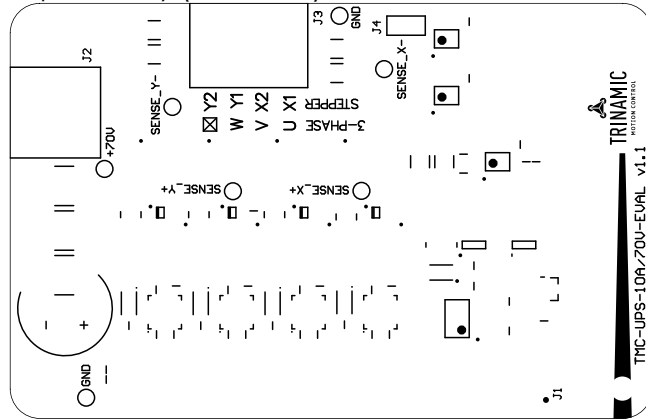 J3
GND
J4
J2
SENSE_Y-
SENSE_X-
Y2
W Y1
V X2
U X1
STEPPER
3-PHASE
+70V
TRINAMIC
MOTION CONTROL
SENSE_Y+
SENSE_X+
TMC-UPS-10A/70V-EVAL v1.1
GND
J1